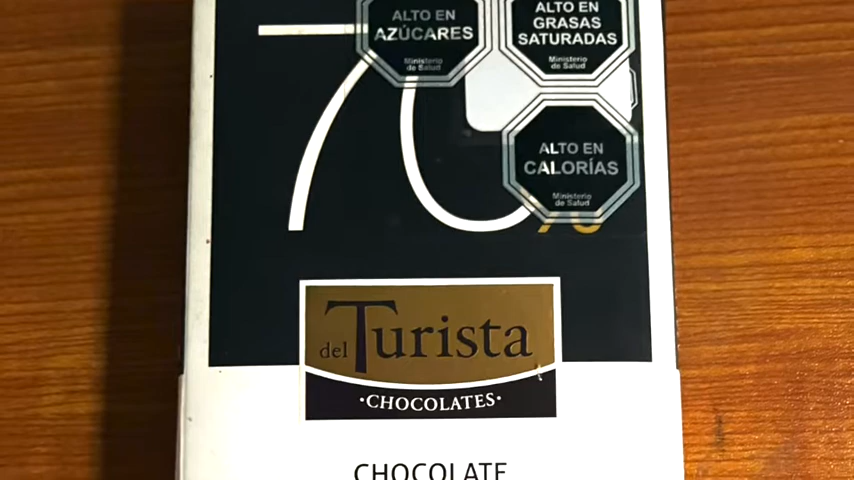 ALTO EN
AZÚCARES
Ministerio
de Salud
ALTO EN
GRASAS
SATURADAS
Ministerio
de Salud
70%
ALTO EN
CALORÍAS
Ministerio
de Salud
del Turista
·CHOCOLATES·
CHOCOLATE